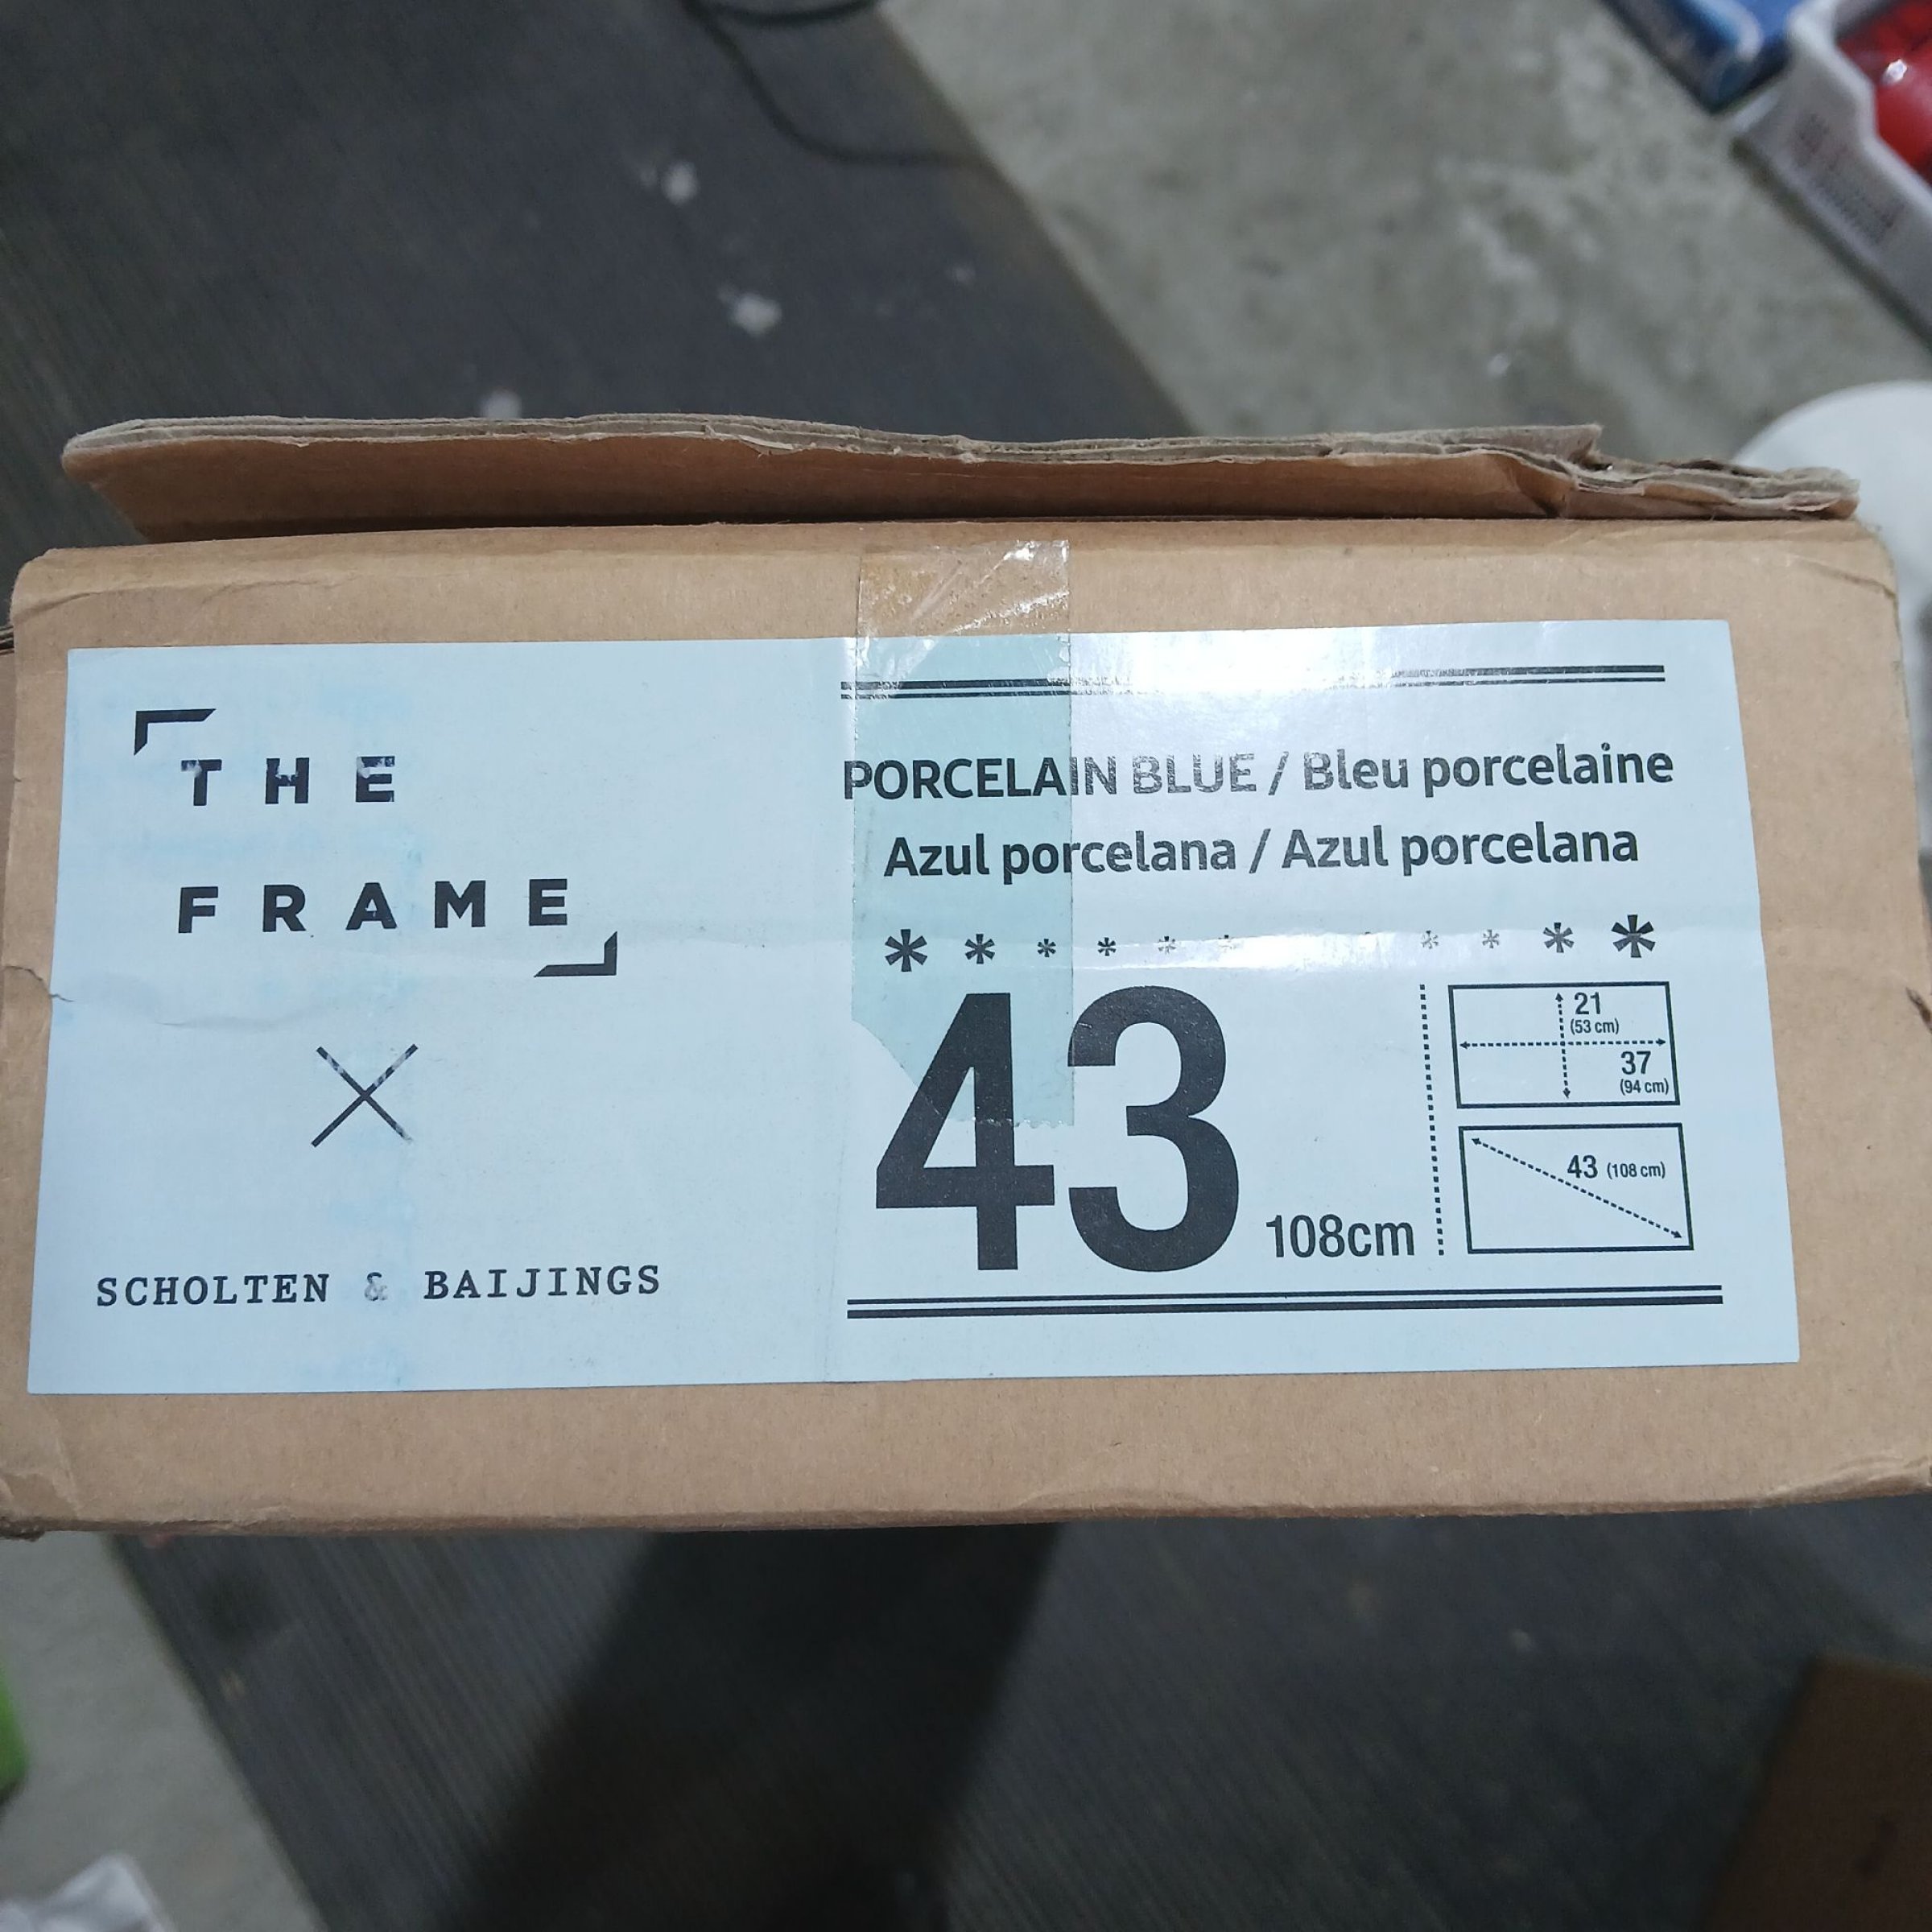 THE
FRAME
SCHOLTEN & BAIJINGS
PORCELAIN BLUE / Bleu porcelaine
Azul porcelana / Azul porcelana
* * * * * * * * * * *
43 108cm
21
(53 cm)
37
(94 cm)
43 (108 cm)